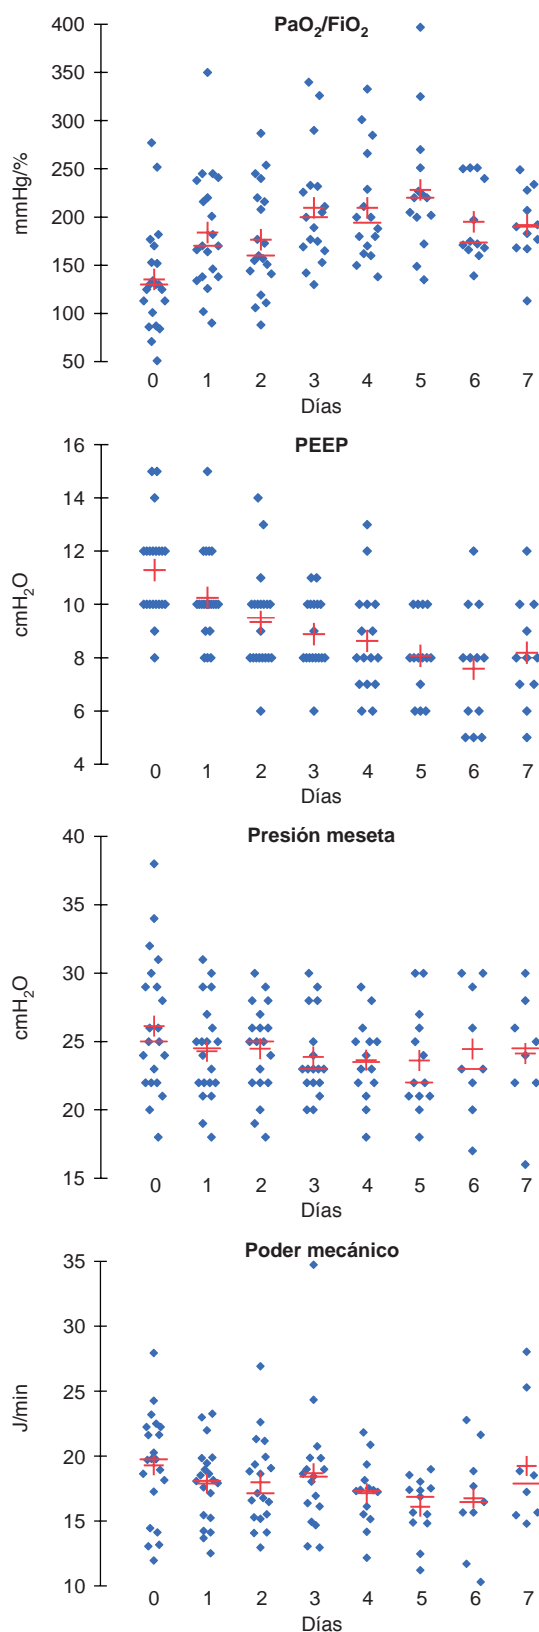 PaO₂/FiO₂
mmHg/%
400
350
300
250
200
150
100
50
0 1 2 3 4 5 6 7
Días
PEEP
cmH₂O
16
14
12
10
8
6
4
0 1 2 3 4 5 6 7
Días
Presión meseta
cmH₂O
40
35
30
25
20
15
0 1 2 3 4 5 6 7
Días
Poder mecánico
J/min
35
30
25
20
15
10
0 1 2 3 4 5 6 7
Días